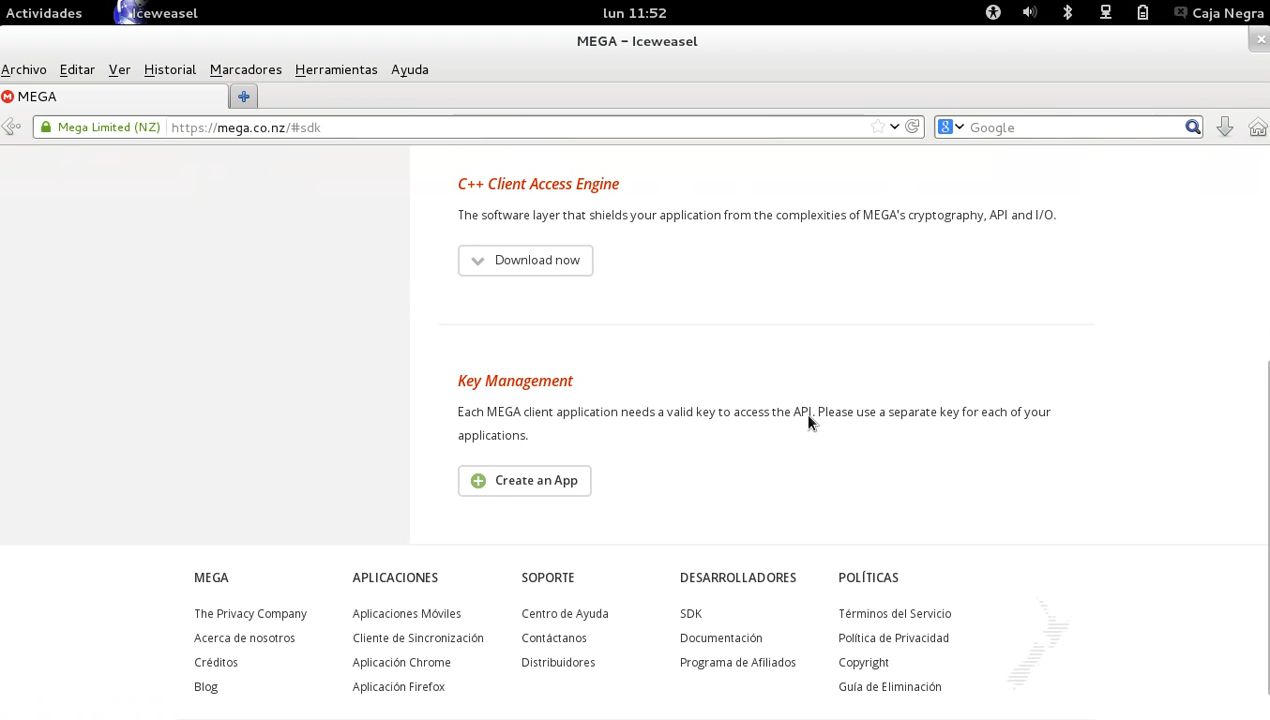 Actividades Iceweasel lun 11:52 Caja Negra
MEGA – Iceweasel
Archivo Editar Ver Historial Marcadores Herramientas Ayuda
MEGA
Mega Limited (NZ) https://mega.co.nz/#sdk Google
C++ Client Access Engine
The software layer that shields your application from the complexities of MEGA's cryptography, API and I/O.
Download now
Key Management
Each MEGA client application needs a valid key to access the API. Please use a separate key for each of your
applications.
Create an App
MEGA APLICACIONES SOPORTE DESARROLLADORES POLÍTICAS
The Privacy Company Aplicaciones Móviles Centro de Ayuda SDK Términos del Servicio
Acerca de nosotros Cliente de Sincronización Contáctanos Documentación Política de Privacidad
Créditos Aplicación Chrome Distribuidores Programa de Afiliados Copyright
Blog Aplicación Firefox Guía de Eliminación